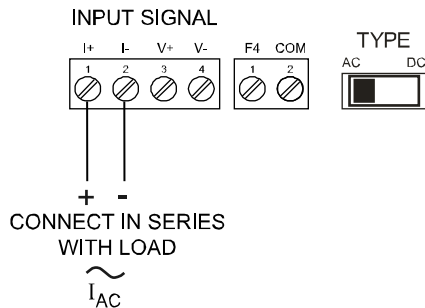 INPUT SIGNAL
I+ I- V+ V- F4 COM
1 2 3 4 1 2
TYPE
AC DC
+ -
CONNECT IN SERIES
WITH LOAD
IAC